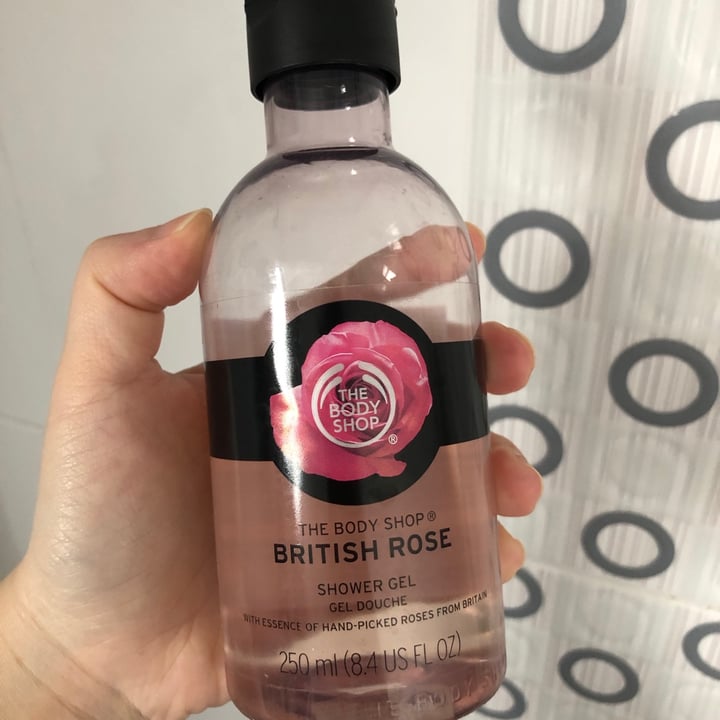 THE
BODY
SHOP
®
THE BODY SHOP®
BRITISH ROSE
SHOWER GEL
GEL DOUCHE
WITH ESSENCE OF HAND-PICKED ROSES FROM BRITAIN
250 ml (8.4 US FL OZ)